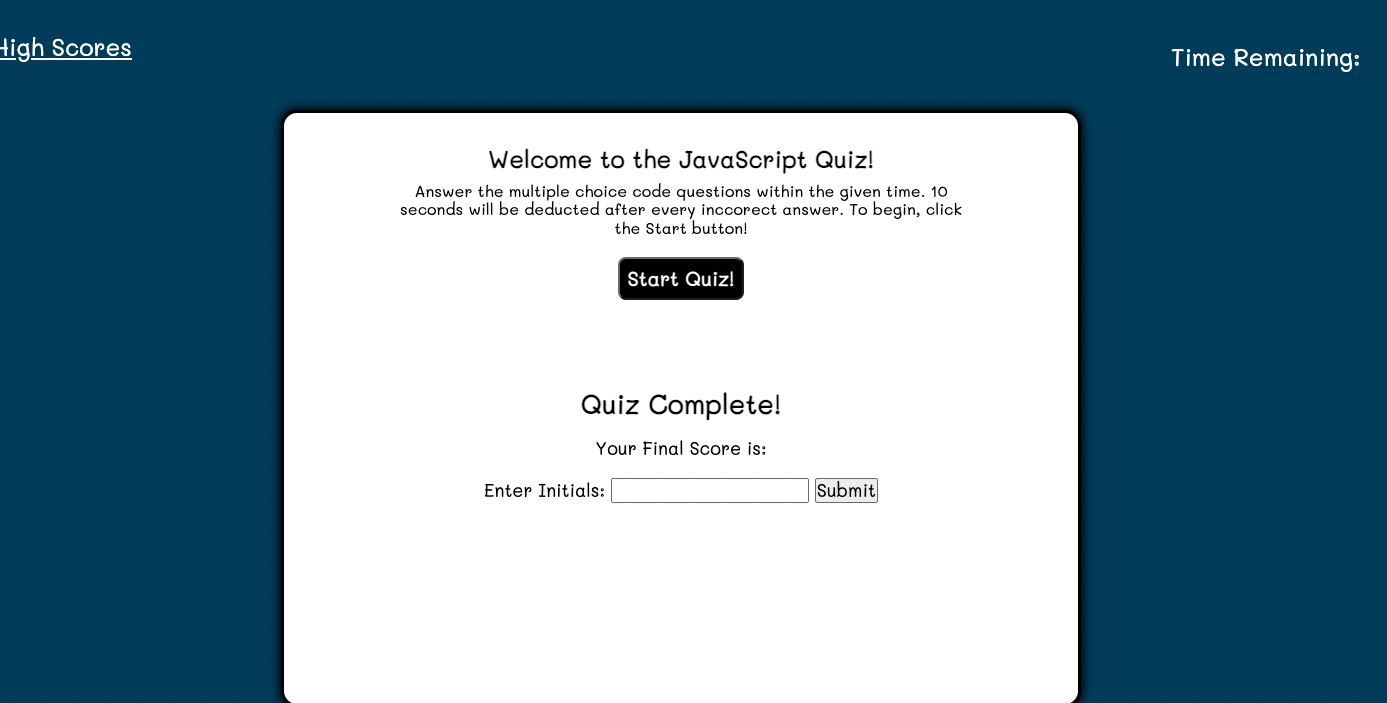 High Scores
Time Remaining:
Welcome to the JavaScript Quiz!
Answer the multiple choice code questions within the given time. 10
seconds will be deducted after every inccorect answer. To begin, click
the Start button!
Start Quiz!
Quiz Complete!
Your Final Score is:
Enter Initials:
Submit